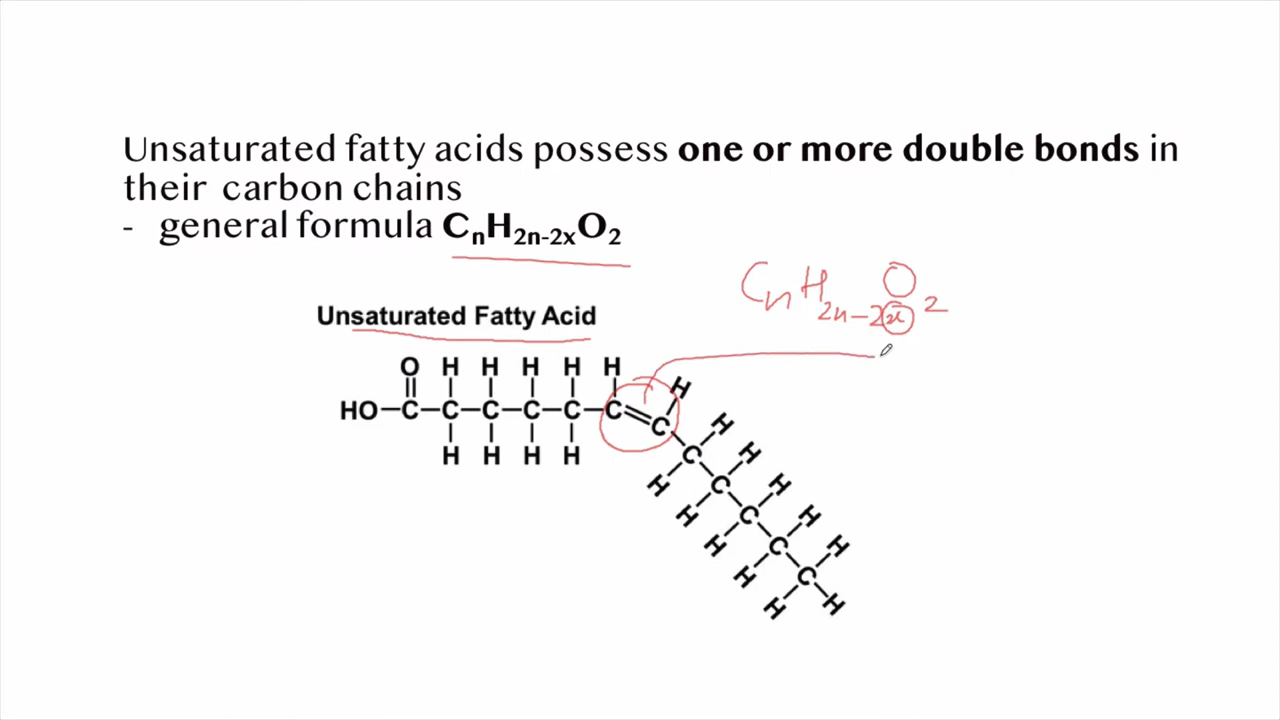 Unsaturated fatty acids possess one or more double bonds in
their carbon chains
- general formula CₙH₂ₙ₋₂ₓO₂
CₙH₂ₙ₋₂ₓO₂
Unsaturated Fatty Acid
O H H H H H
HO-C-C-C-C-C-C=C
H
H H H H
C H
H
C H
H
C H
H
C H
H
C H
H H